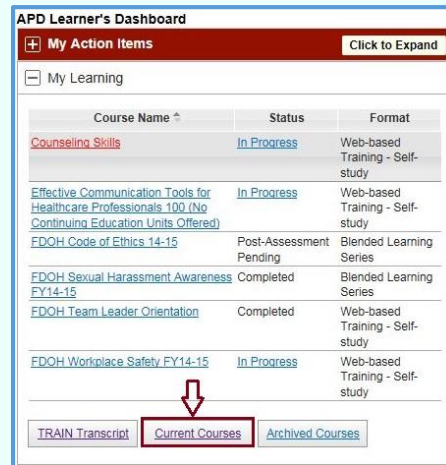 APD Learner's Dashboard
My Action Items Click to Expand
My Learning
Course Name Status Format
Counseling Skills In Progress Web-based
Training - Self-
study
Effective Communication Tools for In Progress Web-based
Healthcare Professionals 100 (No Training - Self-
Continuing Education Units Offered) study
FDOH Code of Ethics 14-15 Post-Assessment Blended Learning
Pending Series
FDOH Sexual Harassment Awareness Completed Blended Learning
FY14-15 Series
FDOH Team Leader Orientation Completed Web-based
Training - Self-
study
FDOH Workplace Safety FY14-15 In Progress Web-based
Training - Self-
study
TRAIN Transcript Current Courses Archived Courses